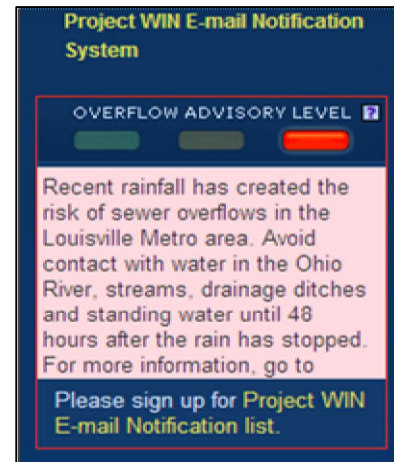 Project WIN E-mail Notification
System
OVERFLOW ADVISORY LEVEL ?
Recent rainfall has created the
risk of sewer overflows in the
Louisville Metro area. Avoid
contact with water in the Ohio
River, streams, drainage ditches
and standing water until 48
hours after the rain has stopped.
For more information, go to
Please sign up for Project WIN
E-mail Notification list.